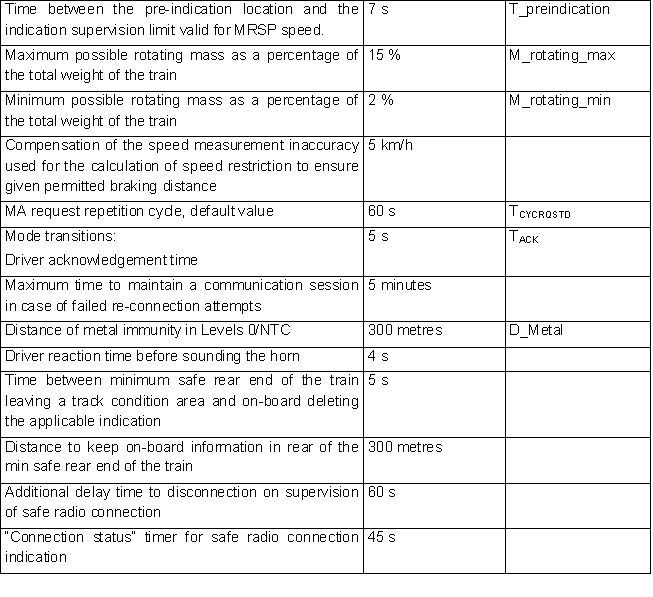 Time between the pre-indication location and the 7 s T_preindication
indication supervision limit valid for MRSP speed.
Maximum possible rotating mass as a percentage of 15 % M_rotating_max
the total weight of the train
Minimum possible rotating mass as a percentage of 2 % M_rotating_min
the total weight of the train
Compensation of the speed measurement inaccuracy 5 km/h
used for the calculation of speed restriction to ensure
given permitted braking distance
MA request repetition cycle, default value 60 s TCYCRQSTD
Mode transitions: 5 s TACK
Driver acknowledgement time
Maximum time to maintain a communication session 5 minutes
in case of failed re-connection attempts
Distance of metal immunity in Levels 0/NTC 300 metres D_Metal
Driver reaction time before sounding the horn 4 s
Time between minimum safe rear end of the train 5 s
leaving a track condition area and on-board deleting
the applicable indication
Distance to keep on-board information in rear of the 300 metres
min safe rear end of the train
Additional delay time to disconnection on supervision 60 s
of safe radio connection
"Connection status" timer for safe radio connection 45 s
indication